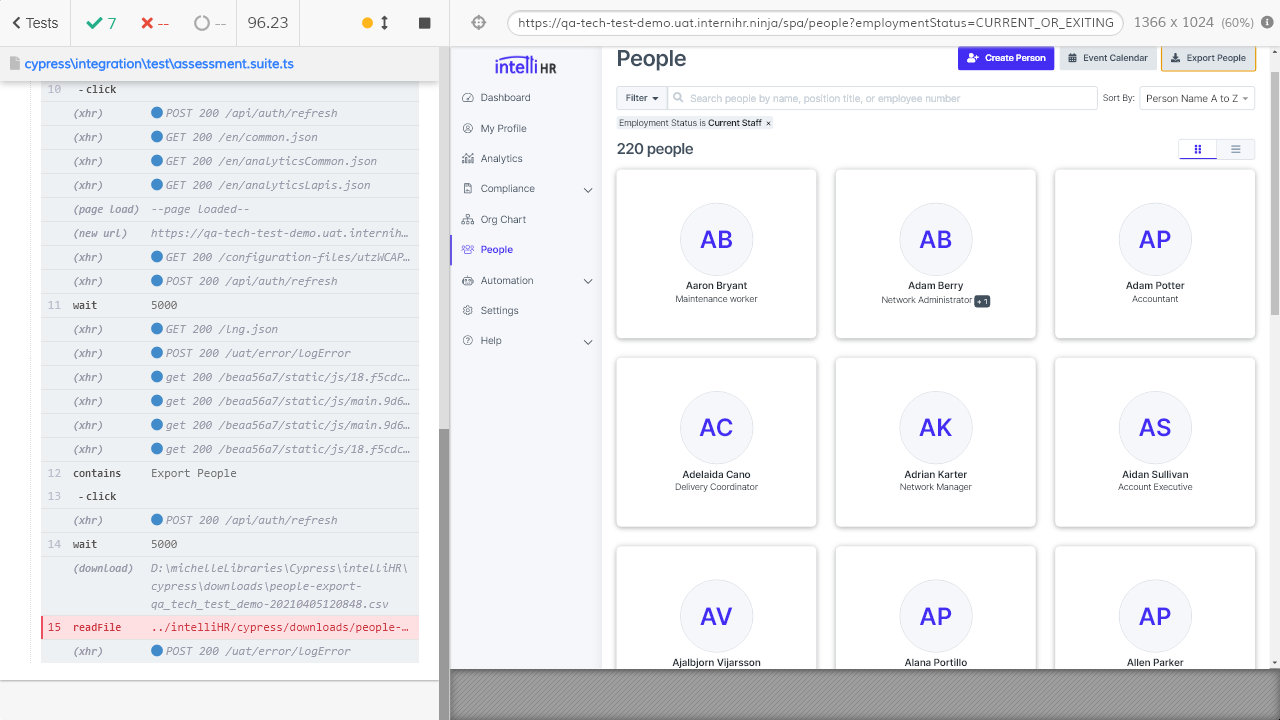 Tests
7
--
--
96.23
https://qa-tech-test-demo.uat.internihr.ninja/spa/people?employmentStatus=CURRENT_OR_EXITING
1366 x 1024 (60%)
cypress\integration\test\assessment.suite.ts
10 - click
(xhr) POST 200 /api/auth/refresh
(xhr) GET 200 /en/common.json
(xhr) GET 200 /en/analyticsCommon.json
(xhr) GET 200 /en/analyticsLapis.json
(page load) --page loaded--
(new url) https://qa-tech-test-demo.uat.internih…
(xhr) GET 200 /configuration-files/utzWCAP…
(xhr) POST 200 /api/auth/refresh
11 wait 5000
(xhr) GET 200 /lng.json
(xhr) POST 200 /uat/error/logError
(xhr) get 200 /beaa56a7/static/js/18.f5cdc…
(xhr) get 200 /beaa56a7/static/js/main.9d6…
(xhr) get 200 /beaa56a7/static/js/main.9d6…
(xhr) get 200 /beaa56a7/static/js/18.f5cdc…
12 contains Export People
13 - click
(xhr) POST 200 /api/auth/refresh
14 wait 5000
(download) D:\michelleLibraries\Cypress\intelliHR\
cypress\downloads\people-export-
qa_tech_test_demo-20210405120848.csv
15 readFile ../intelliHR/cypress/downloads/people-…
(xhr) POST 200 /uat/error/logError
intelliHR
Dashboard
My Profile
Analytics
Compliance
Org Chart
People
Automation
Settings
Help
People
Create Person
Event Calendar
Export People
Filter
Search people by name, position title, or employee number
Sort By:
Person Name A to Z
Employment Status is Current Staff ×
220 people
AB
Aaron Bryant
Maintenance worker
AB
Adam Berry
Network Administrator + 1
AP
Adam Potter
Accountant
AC
Adelaida Cano
Delivery Coordinator
AK
Adrian Karter
Network Manager
AS
Aidan Sullivan
Account Executive
AV
Ajalbjorn Vijarsson
AP
Alana Portillo
AP
Allen Parker